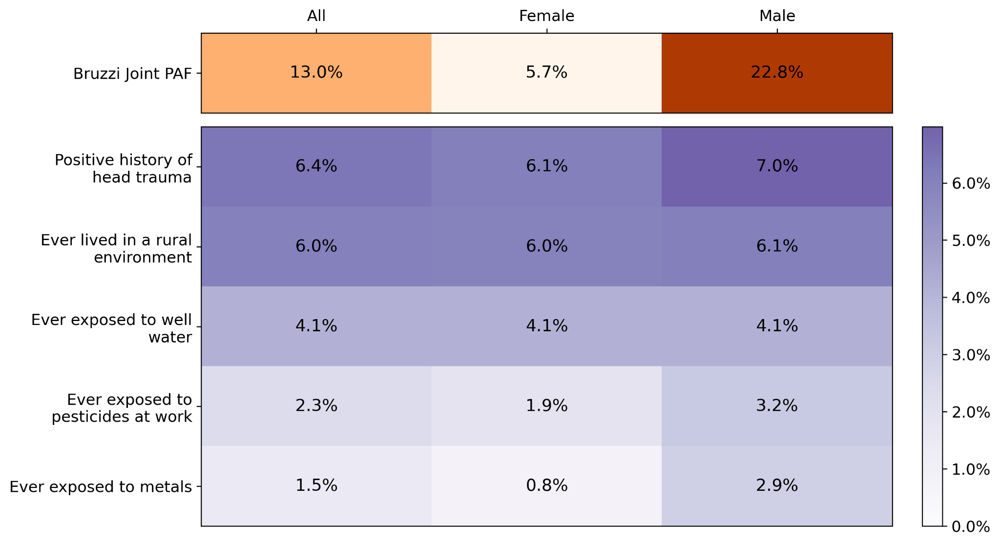 All Female Male
Bruzzi Joint PAF 13.0% 5.7% 22.8%
Positive history of
head trauma 6.4% 6.1% 7.0%
Ever lived in a rural
environment 6.0% 6.0% 6.1%
Ever exposed to well
water 4.1% 4.1% 4.1%
Ever exposed to
pesticides at work 2.3% 1.9% 3.2%
Ever exposed to metals 1.5% 0.8% 2.9%
6.0%
5.0%
4.0%
3.0%
2.0%
1.0%
0.0%